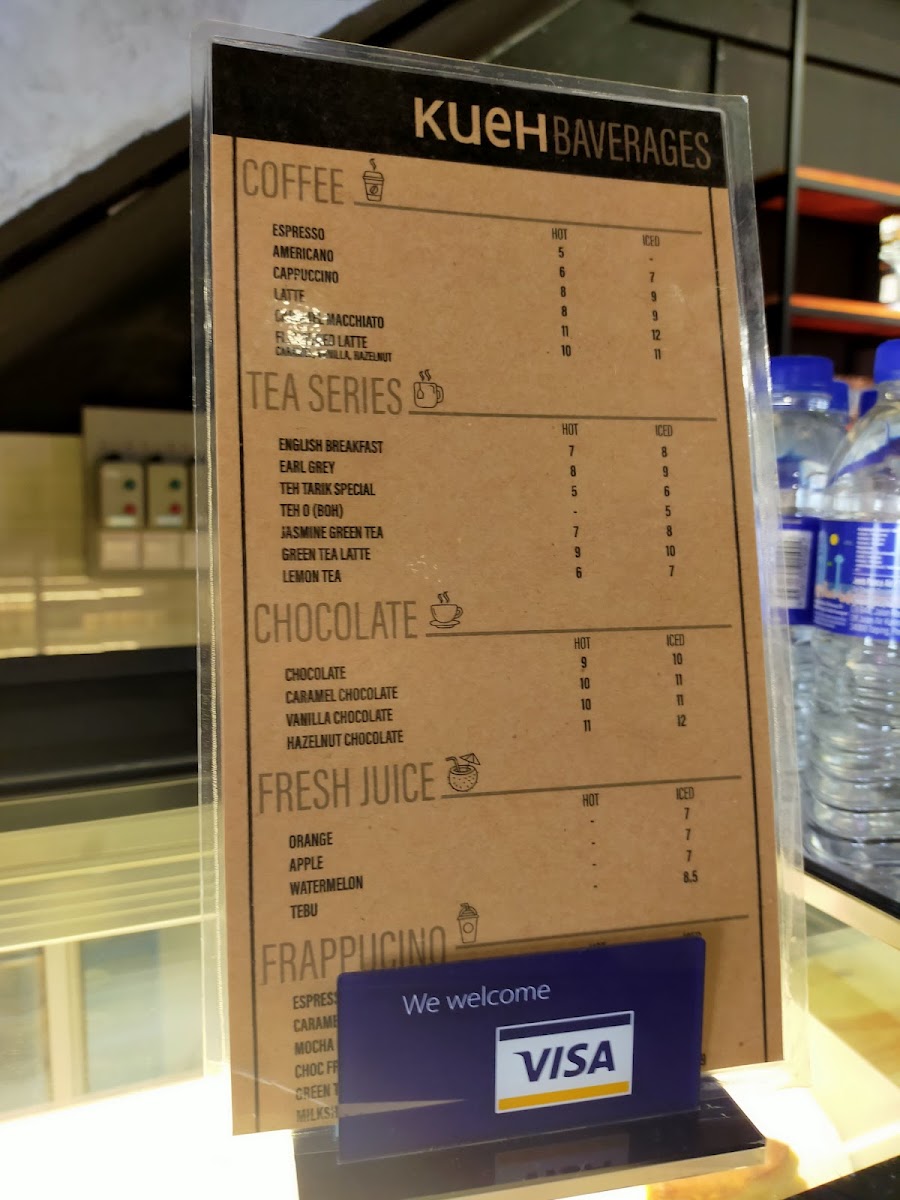 KUEH BAVERAGES
COFFEE
HOT ICED
ESPRESSO 5 -
AMERICANO 6 7
CAPPUCCINO 8 9
LATTE 8 9
MACCHIATO 11 12
LATTE 10 11
HAZELNUT
TEA SERIES
HOT ICED
ENGLISH BREAKFAST 7 8
EARL GREY 8 9
TEH TARIK SPECIAL 5 6
TEH O (BOH) - 5
JASMINE GREEN TEA 7 8
GREEN TEA LATTE 9 10
LEMON TEA 6 7
CHOCOLATE
HOT ICED
CHOCOLATE 9 10
CARAMEL CHOCOLATE 10 11
VANILLA CHOCOLATE 10 11
HAZELNUT CHOCOLATE 11 12
FRESH JUICE
HOT ICED
ORANGE - 7
APPLE - 7
WATERMELON - 7
TEBU - 8.5
FRAPPUCINO
MOCHA
We welcome
VISA